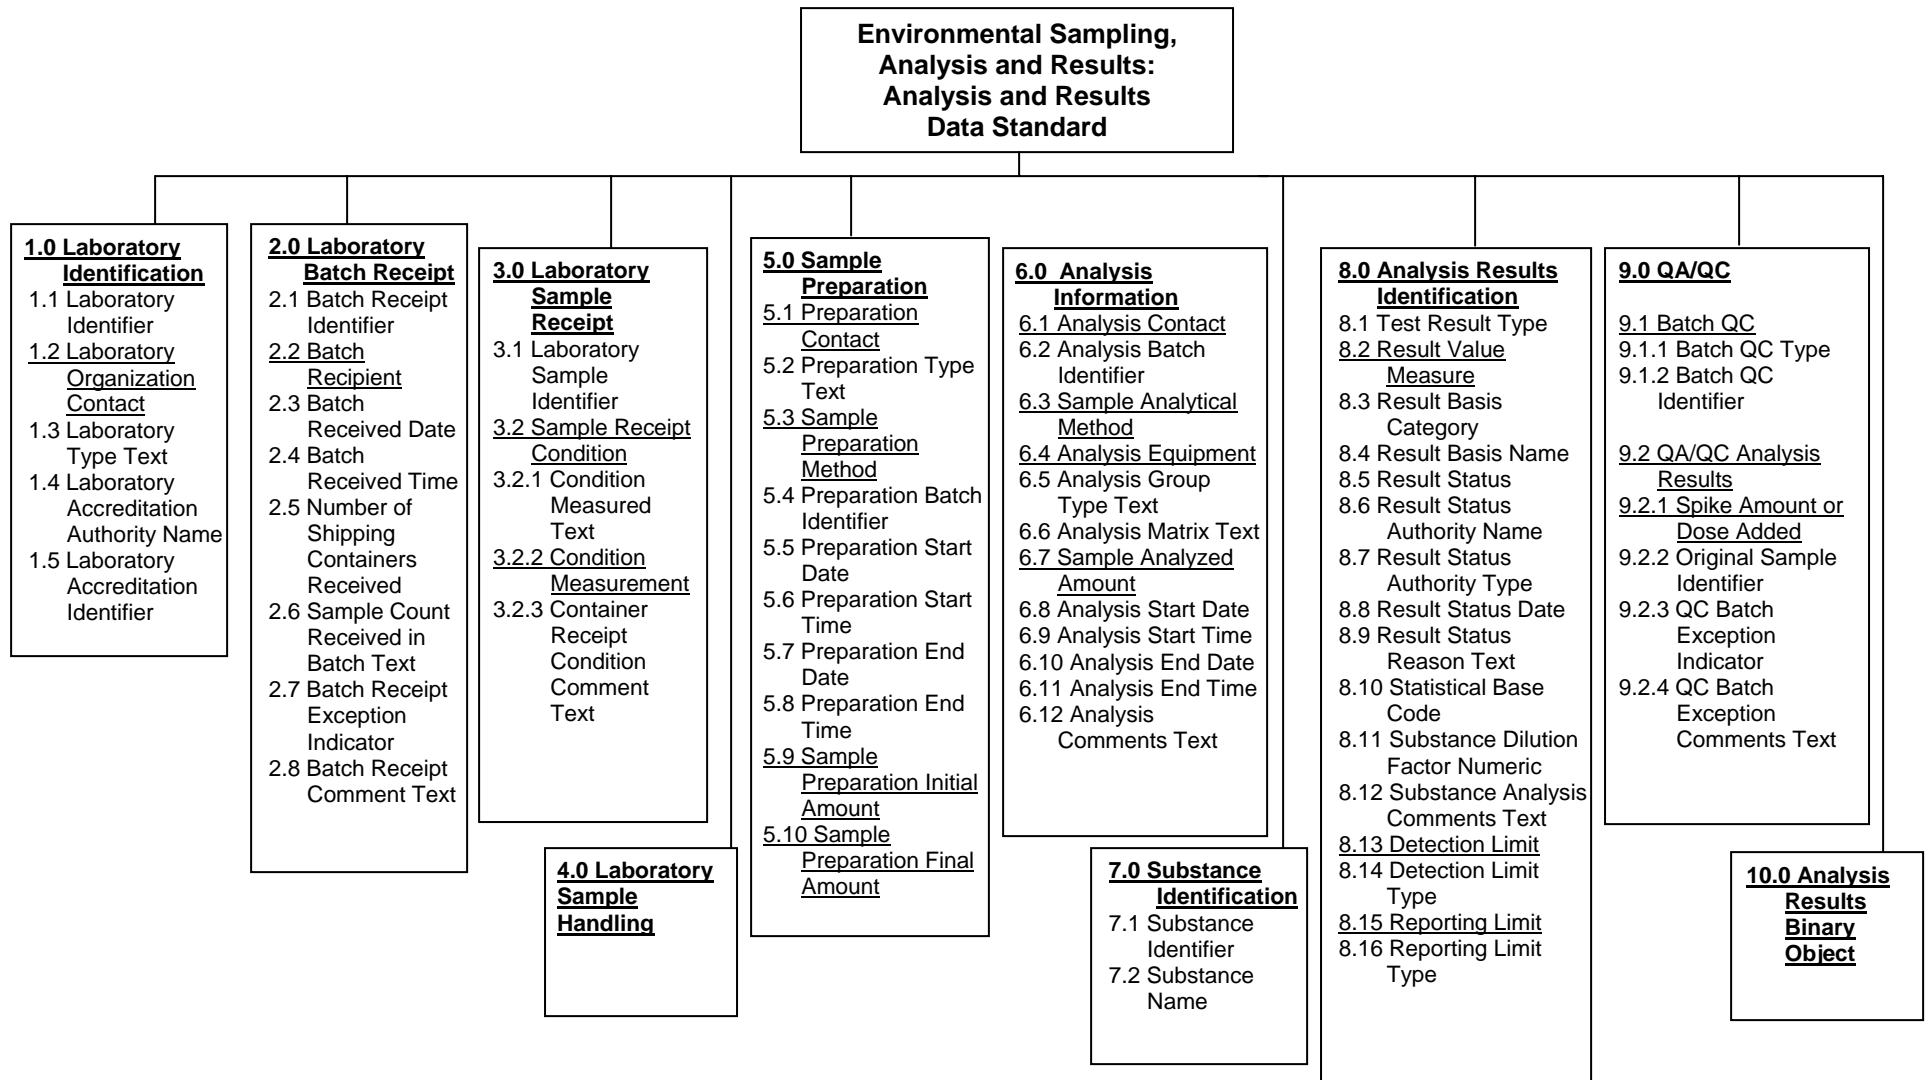 Environmental Sampling,
Analysis and Results:
Analysis and Results
Data Standard
1.0 Laboratory
Identification
1.1 Laboratory
Identifier
1.2 Laboratory
Organization
Contact
1.3 Laboratory
Type Text
1.4 Laboratory
Accreditation
Authority Name
1.5 Laboratory
Accreditation
Identifier
2.0 Laboratory
Batch Receipt
2.1 Batch Receipt
Identifier
2.2 Batch
Recipient
2.3 Batch
Received Date
2.4 Batch
Received Time
2.5 Number of
Shipping
Containers
Received
2.6 Sample Count
Received in
Batch Text
2.7 Batch Receipt
Exception
Indicator
2.8 Batch Receipt
Comment Text
3.0 Laboratory
Sample
Receipt
3.1 Laboratory
Sample
Identifier
3.2 Sample Receipt
Condition
3.2.1 Condition
Measured
Text
3.2.2 Condition
Measurement
3.2.3 Container
Receipt
Condition
Comment
Text
4.0 Laboratory
Sample
Handling
5.0 Sample
Preparation
5.1 Preparation
Contact
5.2 Preparation Type
Text
5.3 Sample
Preparation
Method
5.4 Preparation Batch
Identifier
5.5 Preparation Start
Date
5.6 Preparation Start
Time
5.7 Preparation End
Date
5.8 Preparation End
Time
5.9 Sample
Preparation Initial
Amount
5.10 Sample
Preparation Final
Amount
6.0 Analysis
Information
6.1 Analysis Contact
6.2 Analysis Batch
Identifier
6.3 Sample Analytical
Method
6.4 Analysis Equipment
6.5 Analysis Group
Type Text
6.6 Analysis Matrix Text
6.7 Sample Analyzed
Amount
6.8 Analysis Start Date
6.9 Analysis Start Time
6.10 Analysis End Date
6.11 Analysis End Time
6.12 Analysis
Comments Text
7.0 Substance
Identification
7.1 Substance
Identifier
7.2 Substance
Name
8.0 Analysis Results
Identification
8.1 Test Result Type
8.2 Result Value
Measure
8.3 Result Basis
Category
8.4 Result Basis Name
8.5 Result Status
8.6 Result Status
Authority Name
8.7 Result Status
Authority Type
8.8 Result Status Date
8.9 Result Status
Reason Text
8.10 Statistical Base
Code
8.11 Substance Dilution
Factor Numeric
8.12 Substance Analysis
Comments Text
8.13 Detection Limit
8.14 Detection Limit
Type
8.15 Reporting Limit
8.16 Reporting Limit
Type
9.0 QA/QC
9.1 Batch QC
9.1.1 Batch QC Type
9.1.2 Batch QC
Identifier
9.2 QA/QC Analysis
Results
9.2.1 Spike Amount or
Dose Added
9.2.2 Original Sample
Identifier
9.2.3 QC Batch
Exception
Indicator
9.2.4 QC Batch
Exception
Comments Text
10.0 Analysis
Results
Binary
Object